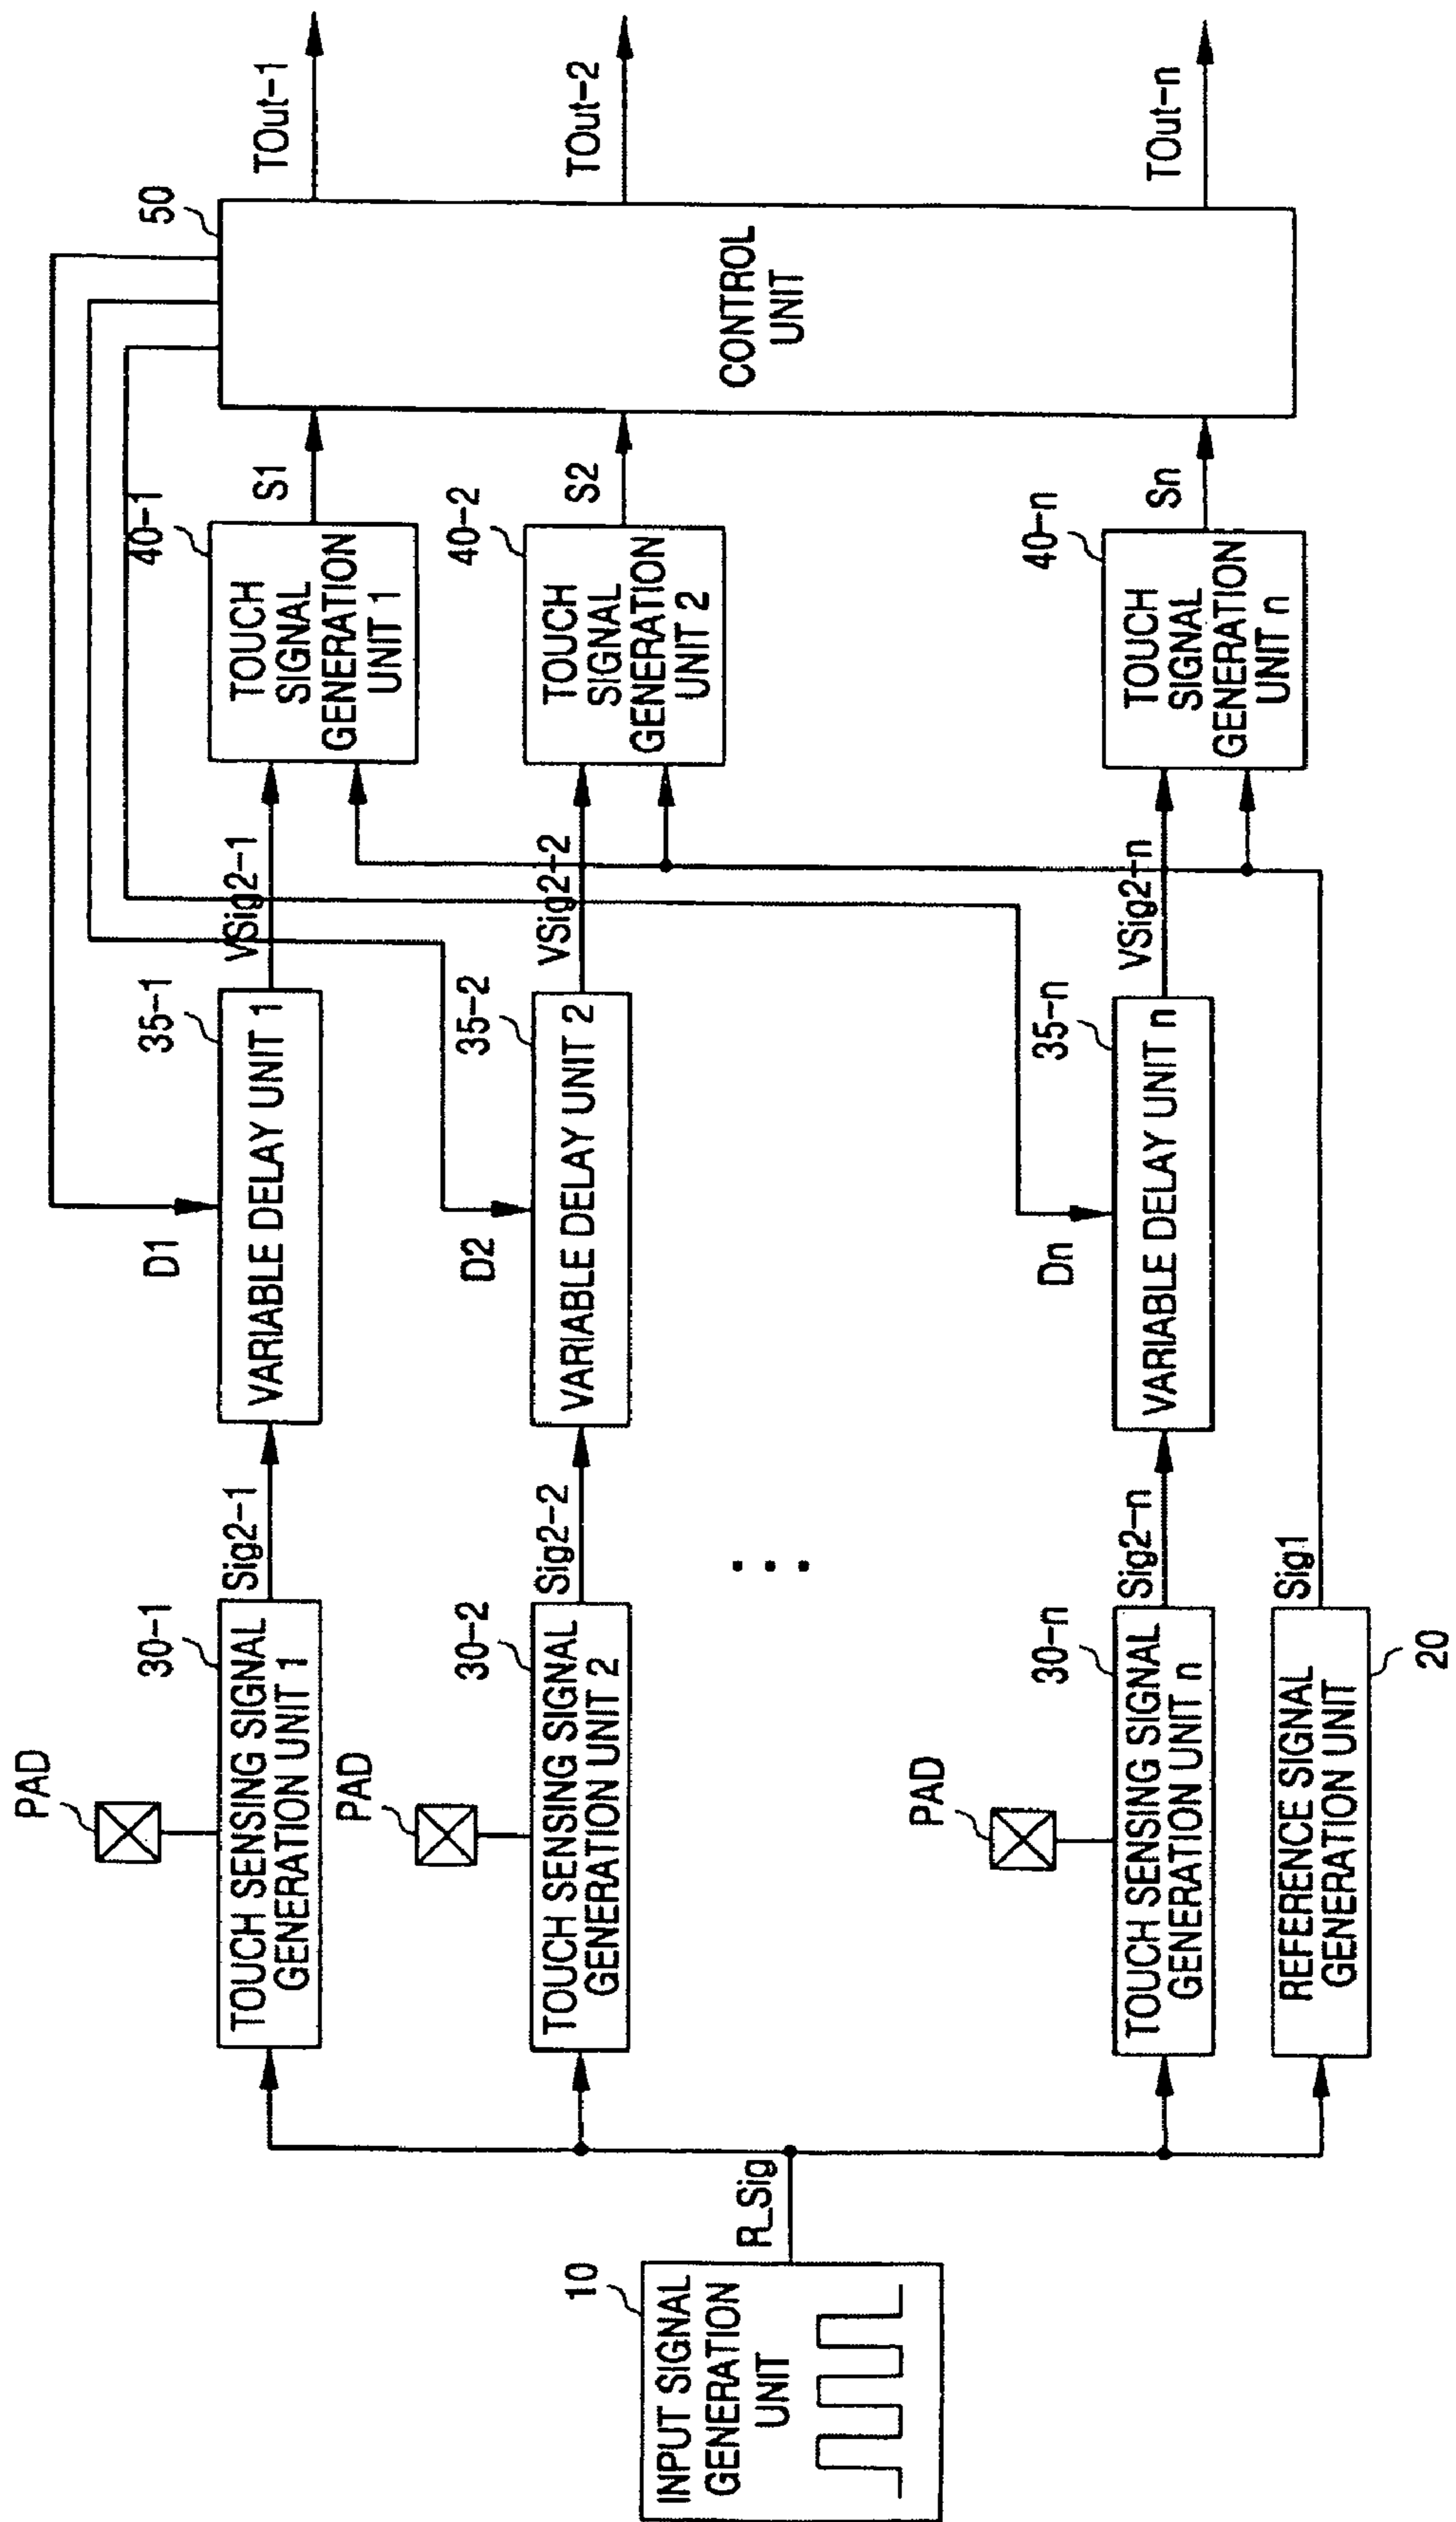 10
INPUT SIGNAL
GENERATION
UNIT
R_Sig
PAD
30-1
TOUCH SENSING SIGNAL
GENERATION UNIT 1
Sig2-1
D1
35-1
VARIABLE DELAY UNIT 1
VSig2-1
40-1
TOUCH
SIGNAL
GENERATION
UNIT 1
S1
50
CONTROL
UNIT
TOut-1
PAD
30-2
TOUCH SENSING SIGNAL
GENERATION UNIT 2
Sig2-2
D2
35-2
VARIABLE DELAY UNIT 2
VSig2-2
40-2
TOUCH
SIGNAL
GENERATION
UNIT 2
S2
TOut-2
...
PAD
30-n
TOUCH SENSING SIGNAL
GENERATION UNIT n
Sig2-n
Dn
35-n
VARIABLE DELAY UNIT n
VSig2-n
40-n
TOUCH
SIGNAL
GENERATION
UNIT n
Sn
TOut-n
REFERENCE SIGNAL
GENERATION UNIT
Sig1
20